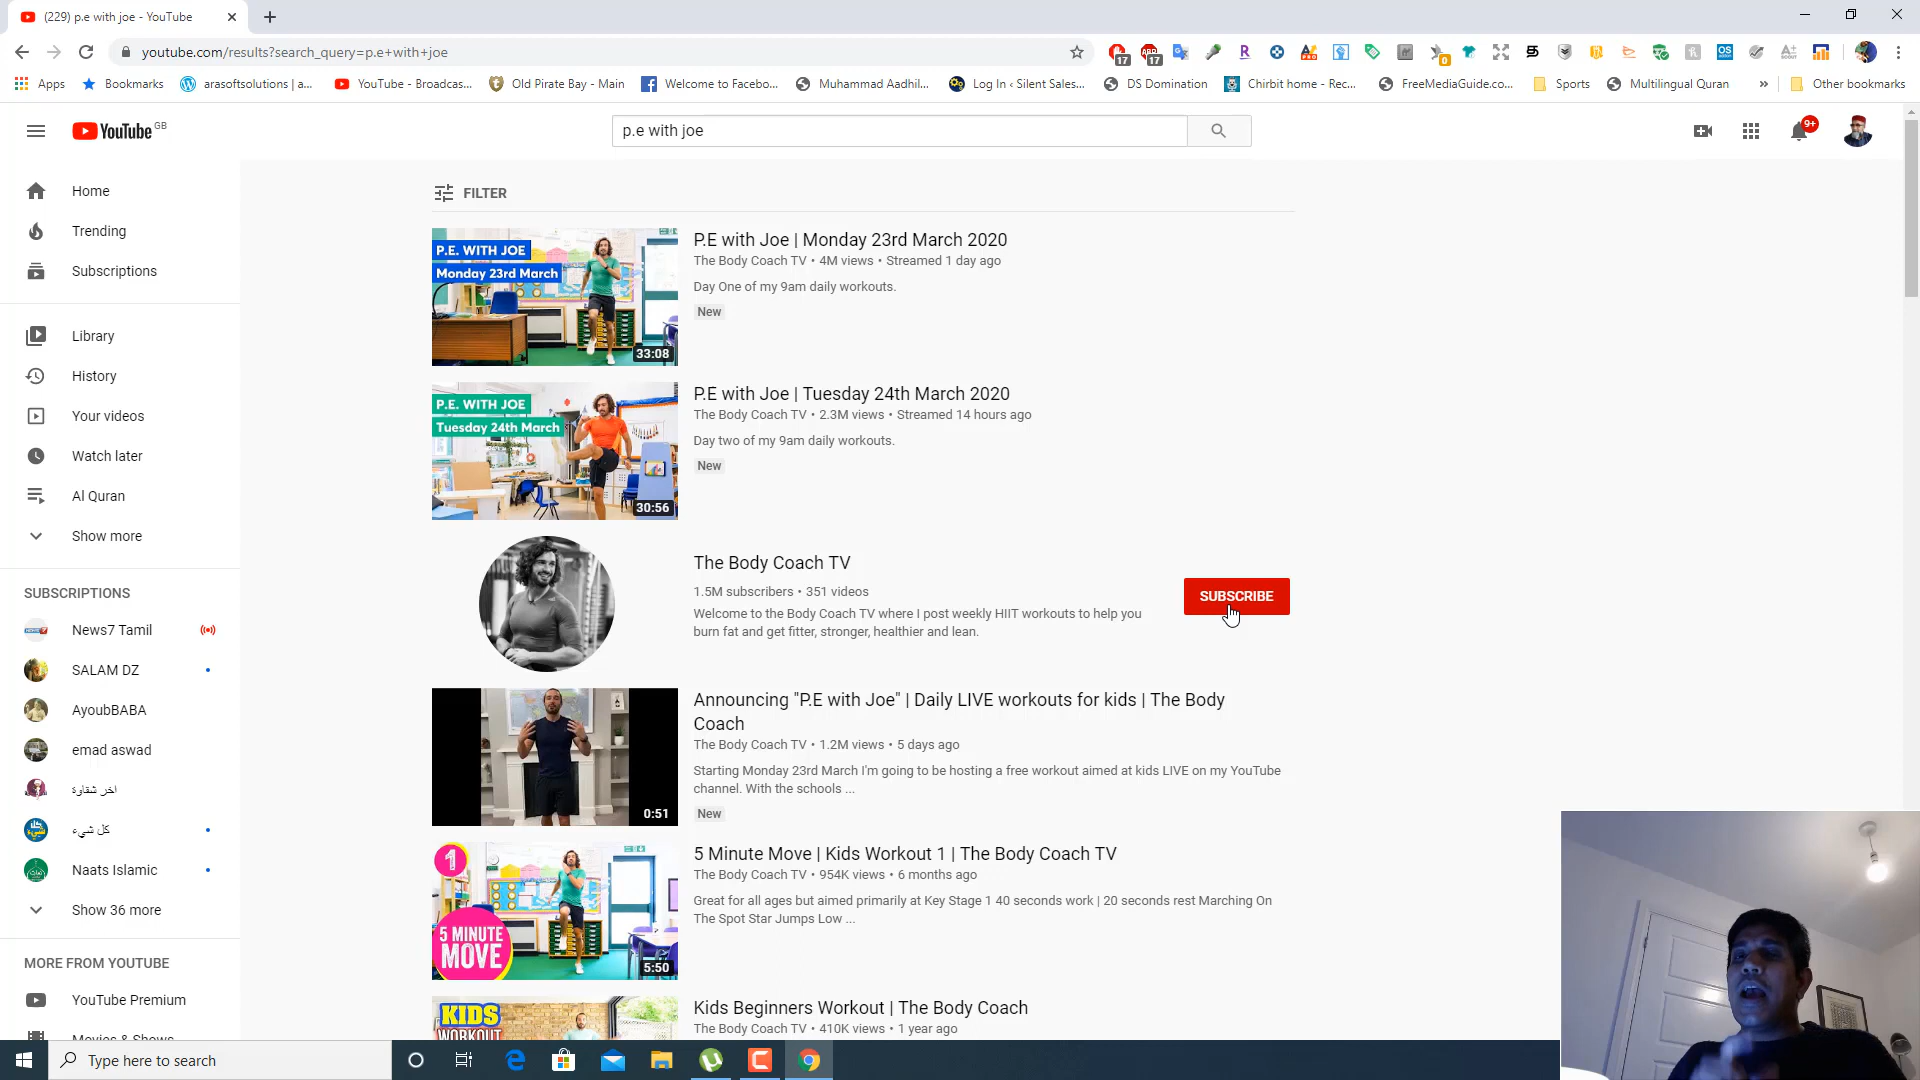 (229) p.e with joe - YouTube
youtube.com/results?search_query=p.e+with+joe
Apps
Bookmarks
arasoftsolutions | a...
YouTube - Broadcas...
Old Pirate Bay - Main
Welcome to Facebo...
Muhammad Aadhil...
Log In ‹ Silent Sales...
DS Domination
Chirbit home - Rec...
FreeMediaGuide.co...
Sports
Multilingual Quran
Other bookmarks
YouTube GB
p.e with joe
9+
Home
Trending
Subscriptions
Library
History
Your videos
Watch later
Al Quran
Show more
SUBSCRIPTIONS
News7 Tamil
SALAM DZ
AyoubBABA
emad aswad
اخر شقاوة
كل شيء
Naats Islamic
Show 36 more
MORE FROM YOUTUBE
YouTube Premium
Movies & Shows
FILTER
P.E. WITH JOE
Monday 23rd March
33:08
P.E with Joe | Monday 23rd March 2020
The Body Coach TV • 4M views • Streamed 1 day ago
Day One of my 9am daily workouts.
New
P.E. WITH JOE
Tuesday 24th March
30:56
P.E with Joe | Tuesday 24th March 2020
The Body Coach TV • 2.3M views • Streamed 14 hours ago
Day two of my 9am daily workouts.
New
The Body Coach TV
1.5M subscribers • 351 videos
Welcome to the Body Coach TV where I post weekly HIIT workouts to help you
burn fat and get fitter, stronger, healthier and lean.
SUBSCRIBE
0:51
Announcing "P.E with Joe" | Daily LIVE workouts for kids | The Body
Coach
The Body Coach TV • 1.2M views • 5 days ago
Starting Monday 23rd March I'm going to be hosting a free workout aimed at kids LIVE on my YouTube
channel. With the schools ...
New
1
5 MINUTE
MOVE
5:50
5 Minute Move | Kids Workout 1 | The Body Coach TV
The Body Coach TV • 954K views • 6 months ago
Great for all ages but aimed primarily at Key Stage 1 40 seconds work | 20 seconds rest Marching On
The Spot Star Jumps Low ...
KIDS
WORKOUT
Kids Beginners Workout | The Body Coach
The Body Coach TV • 410K views • 1 year ago
Type here to search